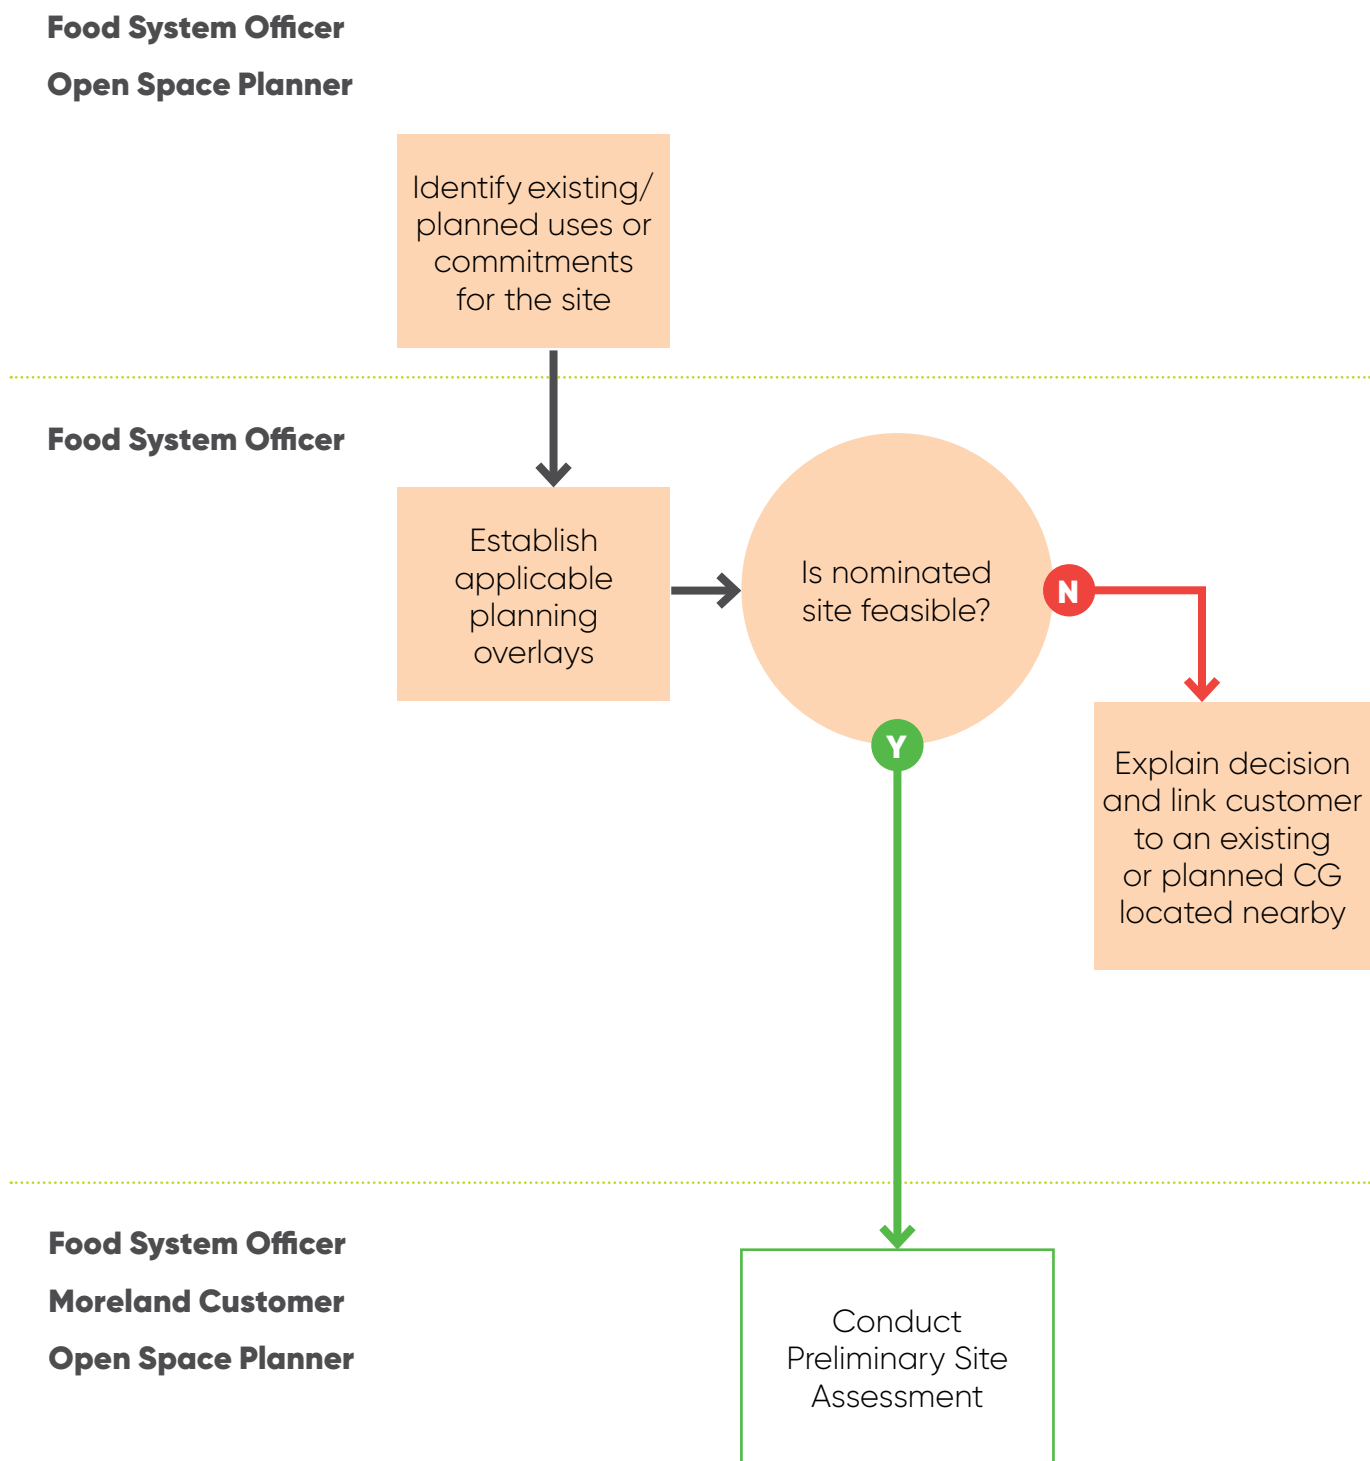 Food System Officer
Open Space Planner
Identify existing/
planned uses or
commitments
for the site
Food System Officer
Establish
applicable
planning
overlays
Is nominated
site feasible?
N
Y
Explain decision
and link customer
to an existing
or planned CG
located nearby
Food System Officer
Moreland Customer
Open Space Planner
Conduct
Preliminary Site
Assessment